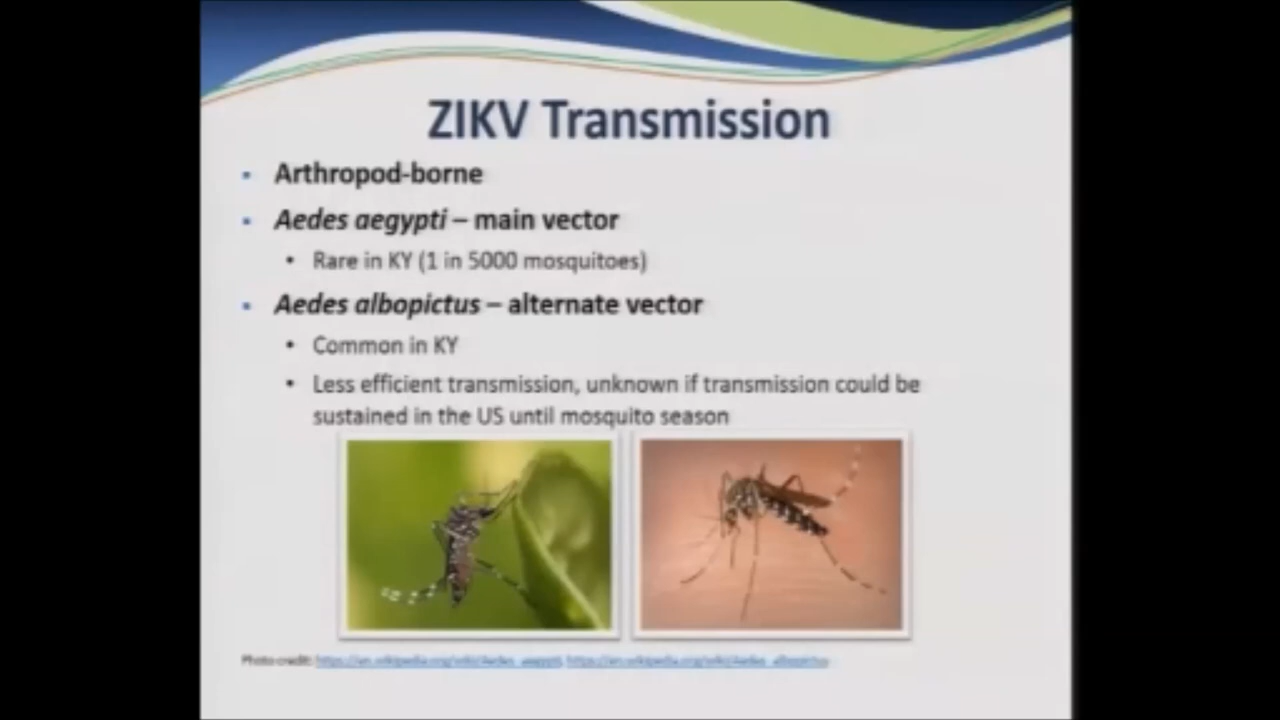 ZIKV Transmission
▪ Arthropod-borne
▪ Aedes aegypti – main vector
• Rare in KY (1 in 5000 mosquitoes)
▪ Aedes albopictus – alternate vector
• Common in KY
• Less efficient transmission, unknown if transmission could be
sustained in the US until mosquito season
Photo credit: https://en.wikipedia.org/wiki/Aedes_aegypti, https://en.wikipedia.org/wiki/Aedes_albopictus